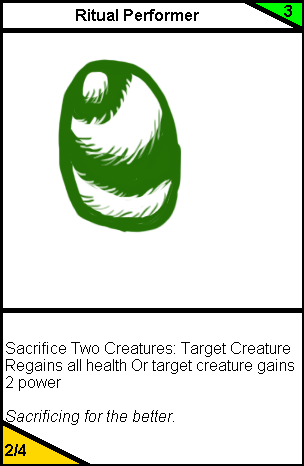 Ritual Performer
3
Sacrifice Two Creatures: Target Creature
Regains all health Or target creature gains
2 power
Sacrificing for the better.
2/4